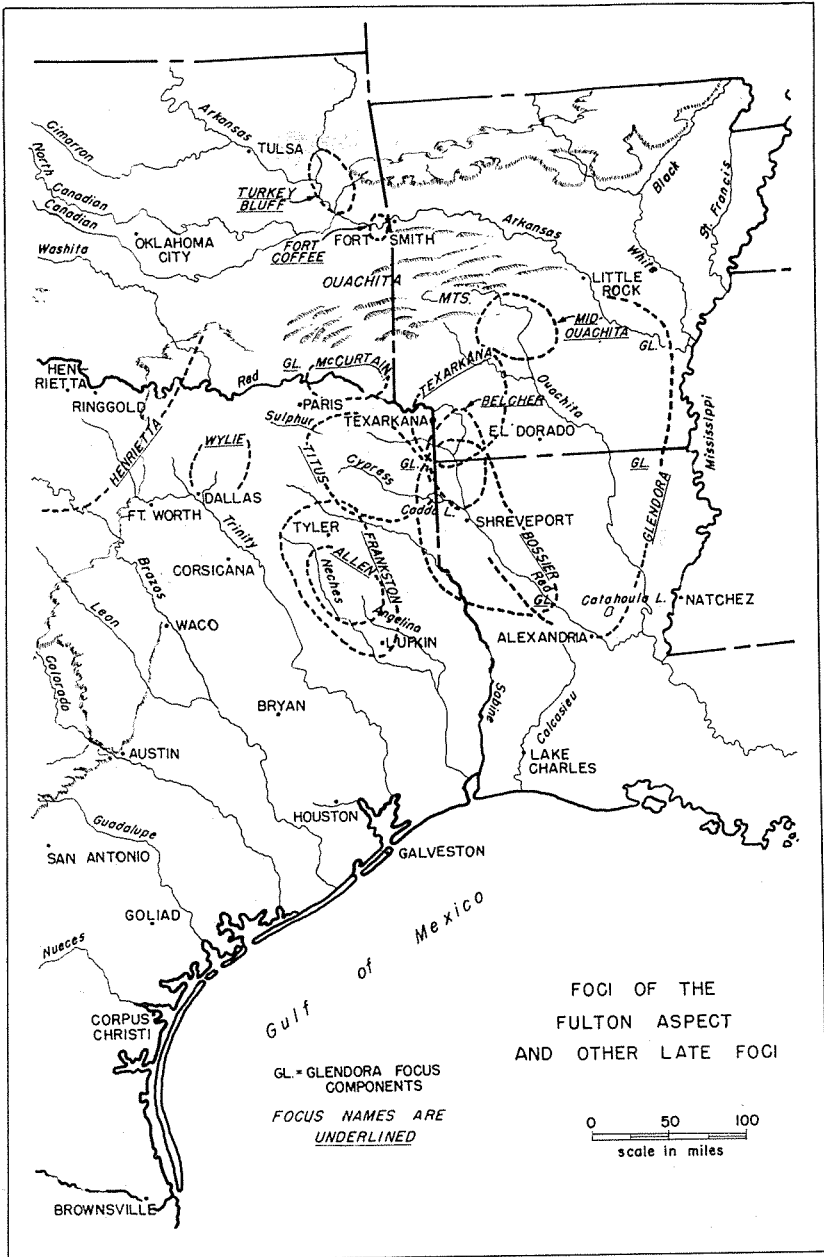 Cimarron
Arkansas
North
Canadian
Canadian
Washita
TULSA
TURKEY
BLUFF
OKLAHOMA
CITY
FORT
COFFEE
FORT SMITH
Arkansas
Black
St. Francis
White
LITTLE
ROCK
OUACHITA
MTS.
MID-
OUACHITA
GL.
HEN-
RIETTA
RINGGOLD
Red
GL.
McCURTAIN
PARIS
TEXARKANA
TEXARKANA
BELCHER
Ouachita
EL DORADO
Mississippi
HENRIETTA
WYLIE
Sulphur
TITUS
Cypress
GL.
GL.
GLENDORA
DALLAS
FT. WORTH
Trinity
Caddo L.
SHREVEPORT
BOSSIER
TYLER
ALLEN
FRANKSTON
Neches
Angelina
LUFKIN
CORSICANA
Brazos
Leon
WACO
Colorado
Red
GL.
Catahoula L.
NATCHEZ
ALEXANDRIA
Sabine
Calcasieu
BRYAN
AUSTIN
LAKE
CHARLES
HOUSTON
GALVESTON
Guadalupe
SAN ANTONIO
GOLIAD
Nueces
CORPUS
CHRISTI
Gulf of Mexico
FOCI OF THE
FULTON ASPECT
AND OTHER LATE FOCI
GL. = GLENDORA FOCUS
COMPONENTS
FOCUS NAMES ARE
UNDERLINED
0 50 100
scale in miles
BROWNSVILLE